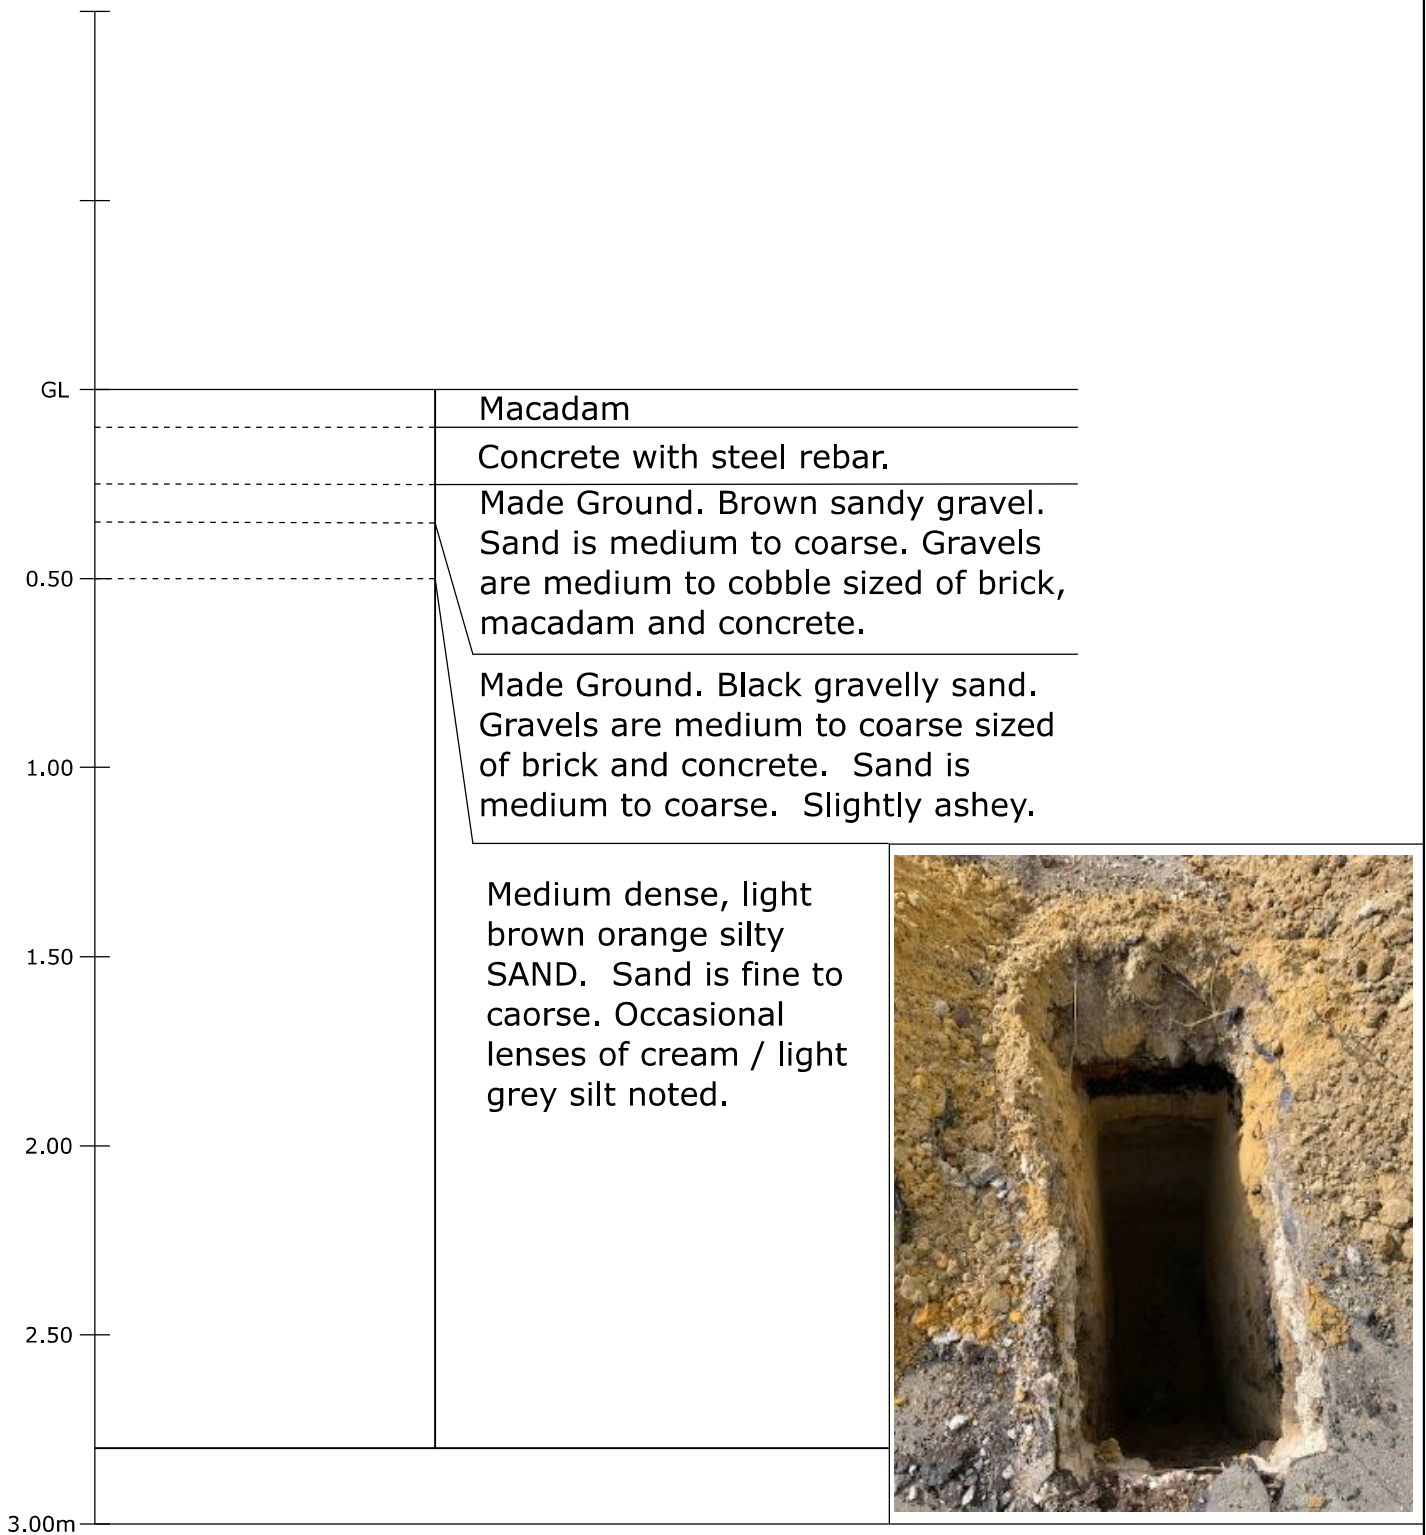 GL
Macadam
Concrete with steel rebar.
Made Ground. Brown sandy gravel.
Sand is medium to coarse. Gravels
are medium to cobble sized of brick,
macadam and concrete.
0.50
Made Ground. Black gravelly sand.
Gravels are medium to coarse sized
of brick and concrete.  Sand is
medium to coarse.  Slightly ashey.
1.00
Medium dense, light
brown orange silty
SAND.  Sand is fine to
caorse. Occasional
lenses of cream / light
grey silt noted.
1.50
2.00
2.50
3.00m